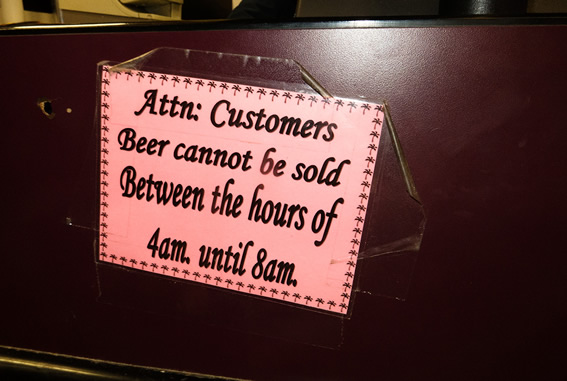 Attn: Customers
Beer cannot be sold
Between the hours of
4am. until 8am.